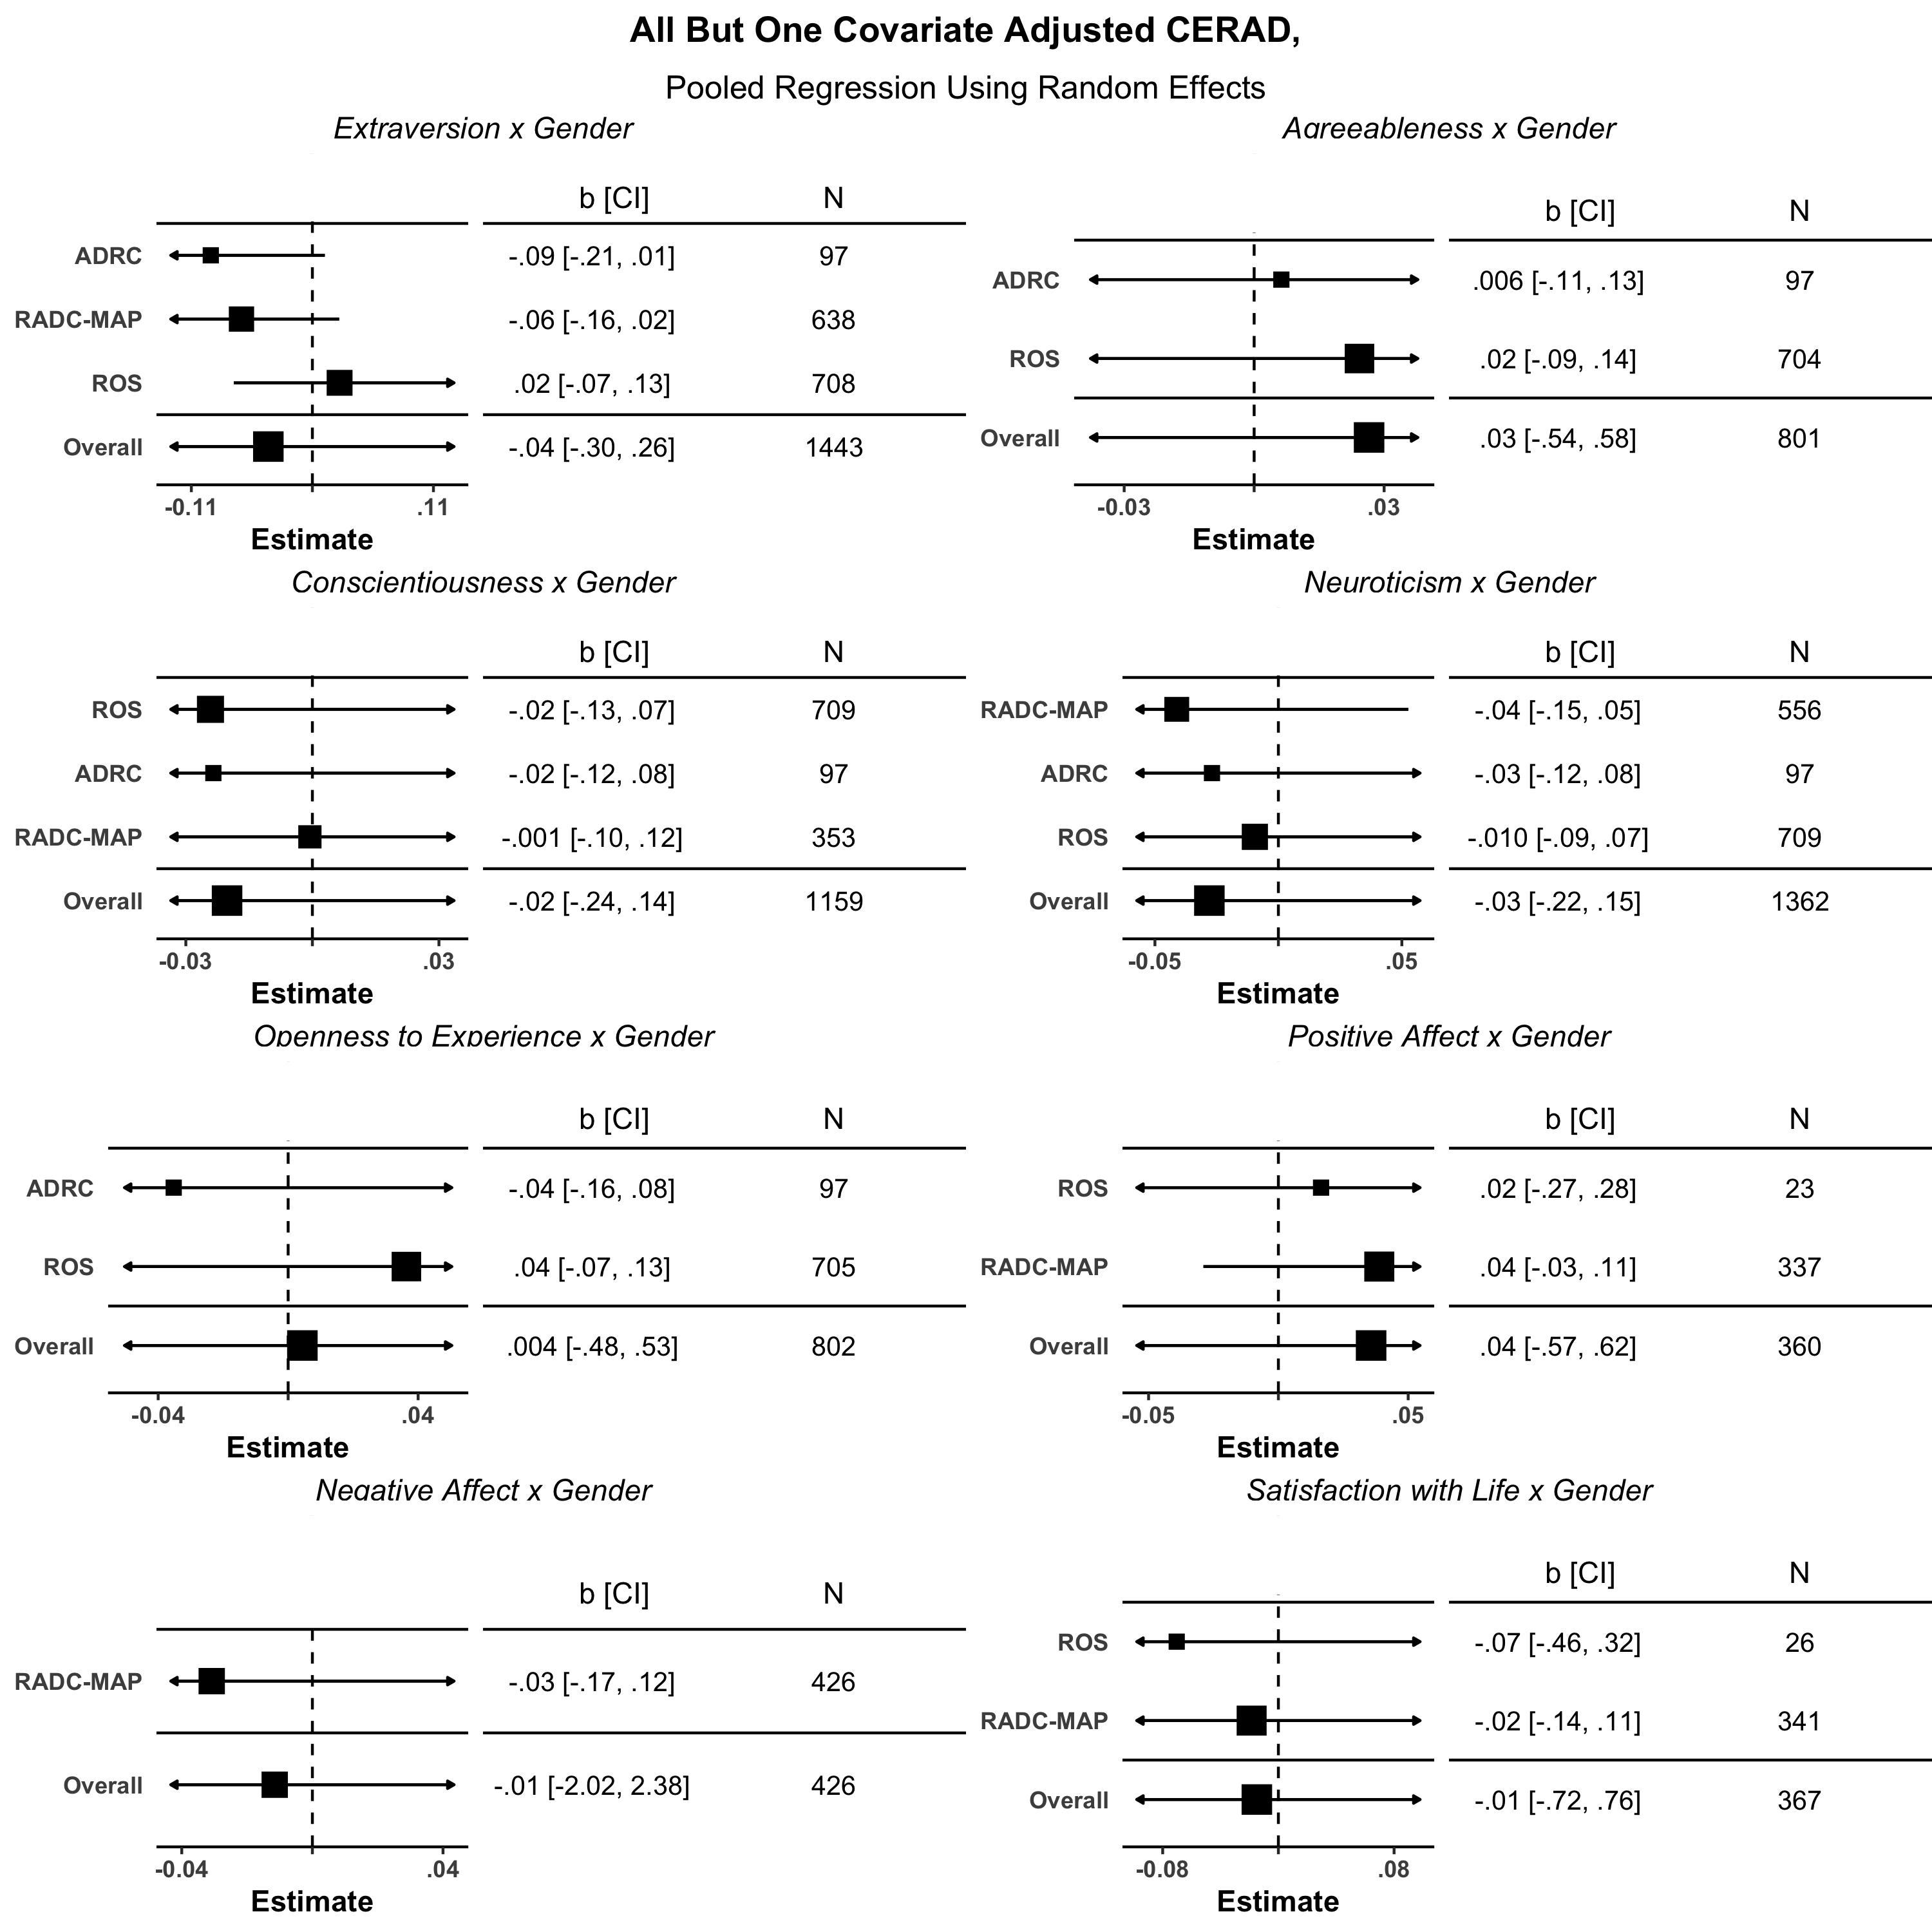 All But One Covariate Adjusted CERAD,
Pooled Regression Using Random Effects
Extraversion x Gender
b [CI] N
ADRC -.09 [-.21, .01] 97
RADC-MAP -.06 [-.16, .02] 638
ROS .02 [-.07, .13] 708
Overall -.04 [-.30, .26] 1443
-0.11 .11
Estimate
Agreeableness x Gender
b [CI] N
ADRC .006 [-.11, .13] 97
ROS .02 [-.09, .14] 704
Overall .03 [-.54, .58] 801
-0.03 .03
Estimate
Conscientiousness x Gender
b [CI] N
ROS -.02 [-.13, .07] 709
ADRC -.02 [-.12, .08] 97
RADC-MAP -.001 [-.10, .12] 353
Overall -.02 [-.24, .14] 1159
-0.03 .03
Estimate
Neuroticism x Gender
b [CI] N
RADC-MAP -.04 [-.15, .05] 556
ADRC -.03 [-.12, .08] 97
ROS -.010 [-.09, .07] 709
Overall -.03 [-.22, .15] 1362
-0.05 .05
Estimate
Openness to Experience x Gender
b [CI] N
ADRC -.04 [-.16, .08] 97
ROS .04 [-.07, .13] 705
Overall .004 [-.48, .53] 802
-0.04 .04
Estimate
Positive Affect x Gender
b [CI] N
ROS .02 [-.27, .28] 23
RADC-MAP .04 [-.03, .11] 337
Overall .04 [-.57, .62] 360
-0.05 .05
Estimate
Negative Affect x Gender
b [CI] N
RADC-MAP -.03 [-.17, .12] 426
Overall -.01 [-2.02, 2.38] 426
-0.04 .04
Estimate
Satisfaction with Life x Gender
b [CI] N
ROS -.07 [-.46, .32] 26
RADC-MAP -.02 [-.14, .11] 341
Overall -.01 [-.72, .76] 367
-0.08 .08
Estimate